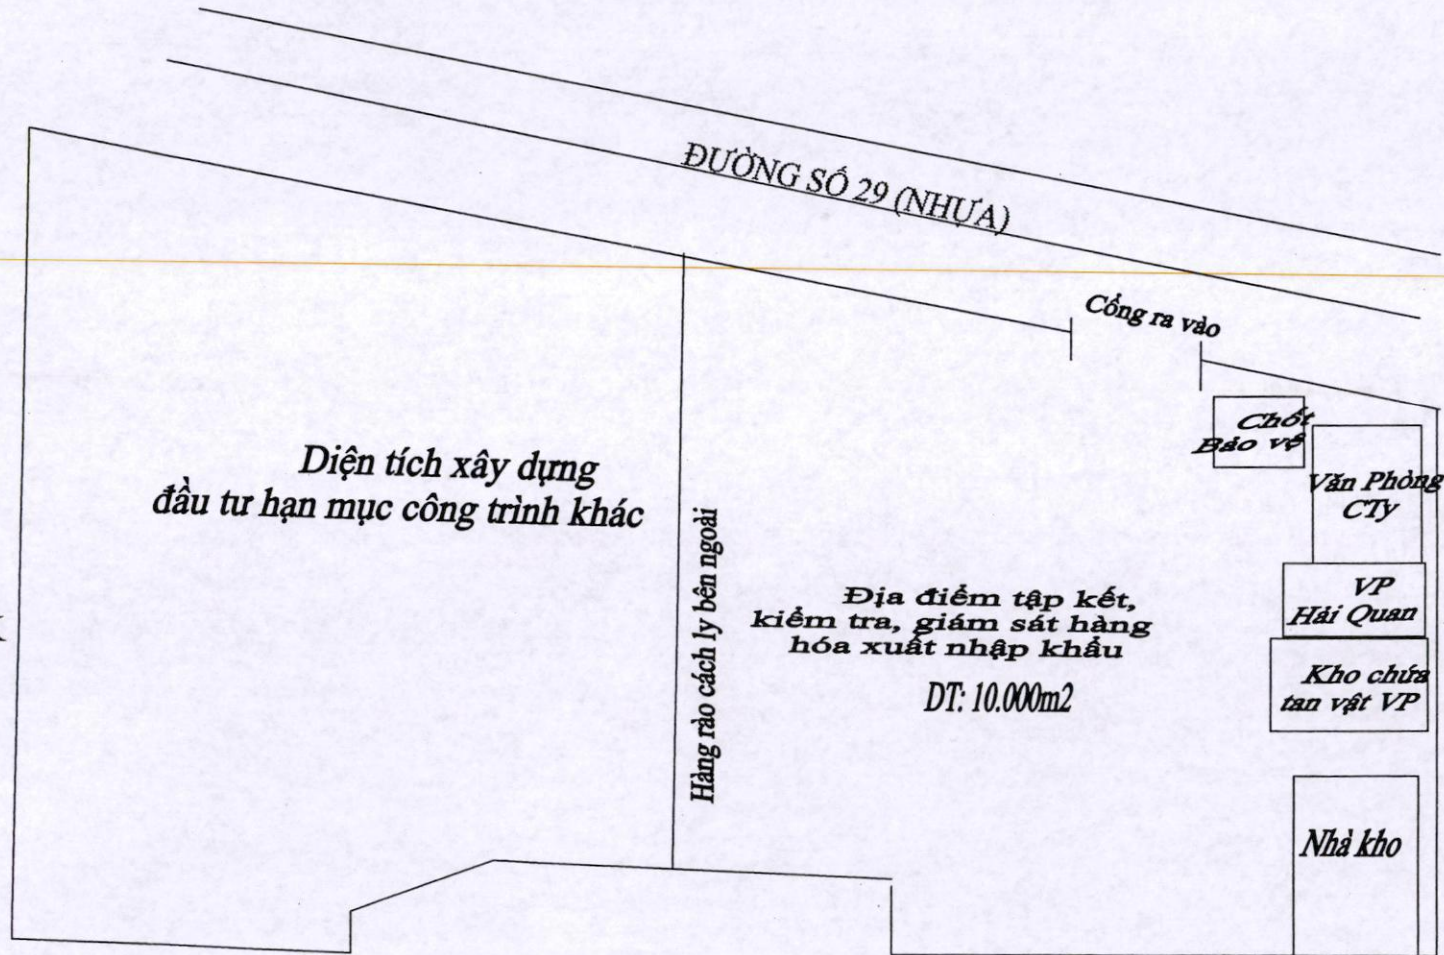 ĐƯỜNG SỐ 29 (NHỰA)
Cổng ra vào
Chốt
Bảo vệ
Văn Phòng
CTy
Diện tích xây dựng
đầu tư hạn mục công trình khác
Hàng rào cách ly bên ngoài
Địa điểm tập kết,
kiểm tra, giám sát hàng
hóa xuất nhập khẩu
DT: 10.000m2
VP
Hải Quan
Kho chứa
tan vật VP
Nhà kho